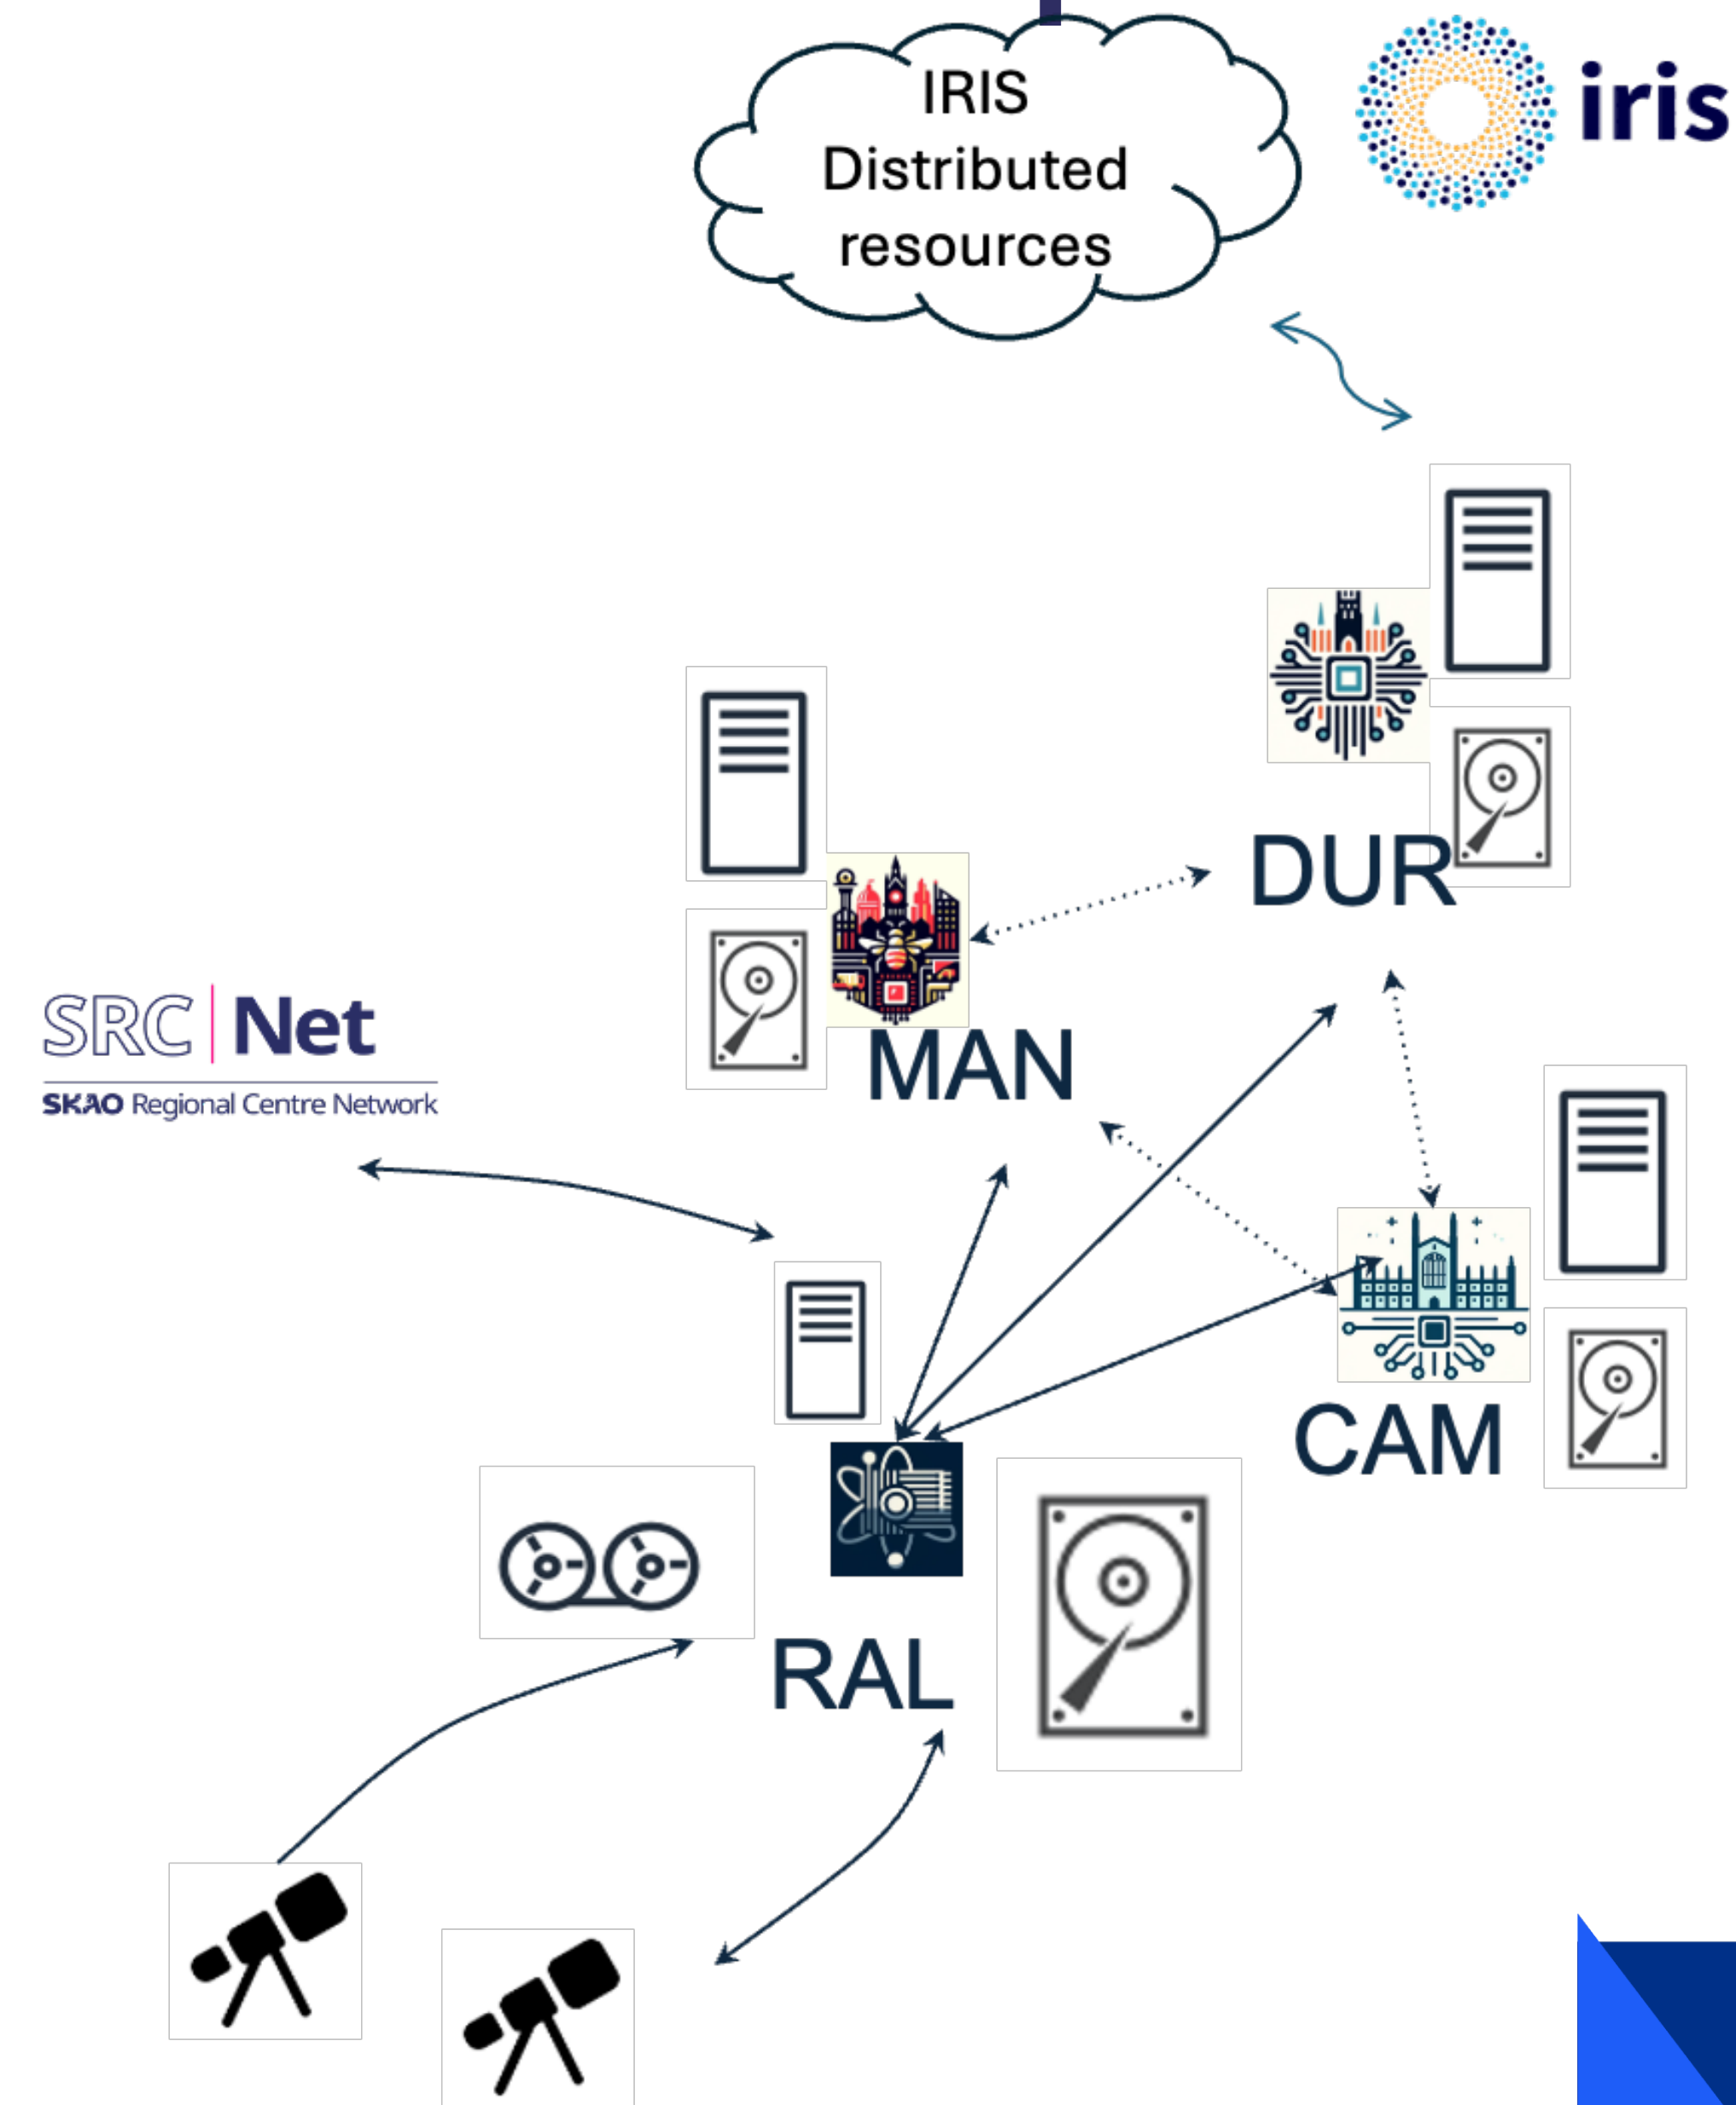 IRIS
Distributed
resources
iris
DUR
MAN
SRC | Net
SKAO Regional Centre Network
CAM
RAL